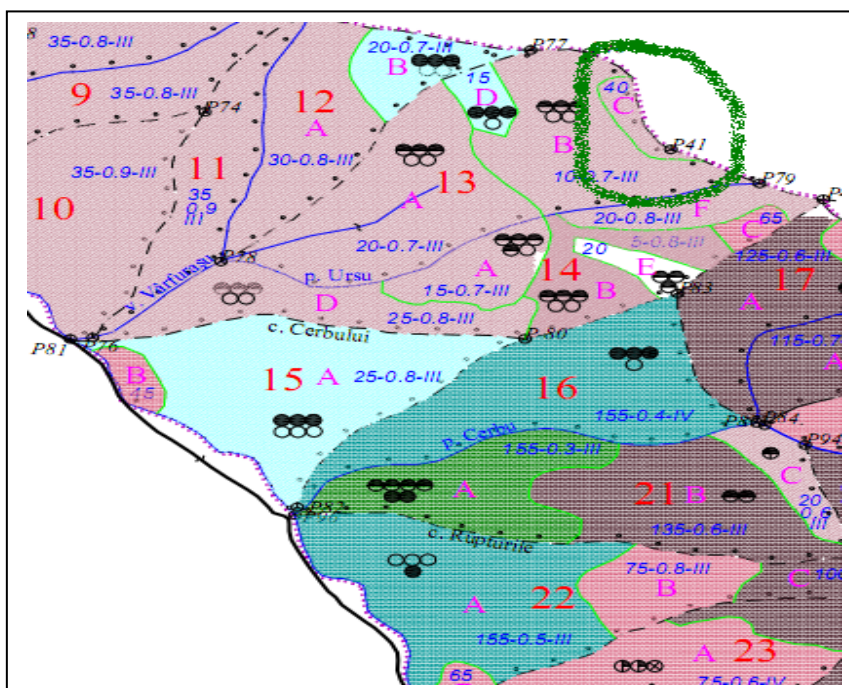 35-0.8-III
20-0.7-III
P77
9
35-0.8-III
12
B
15
40
C
P74
D
A
B
P41
35-0.9-III
11
30-0.8-III
13
10-0.7-III
P79
10
35
0.9
III
A
20-0.8-III
F
65
C
20-0.7-III
20
5-0.8-III
125-0.6-III
17
v. Vârfurașu
p. Ursu
A
14
E
D
15-0.7-III
B
P83
A
25-0.8-III
c. Cerbului
P81
P76
P-80
115-0.7
B
45
15
A
25-0.8-III
16
A
155-0.4-IV
P84
P94
p. Cerbu
155-0.3-III
C
A
21
B
20
0.6
III
P82
135-0.6-III
c. Rupturile
75-0.8-III
C
22
B
A
155-0.5-III
A
23
65
75-0.6-IV